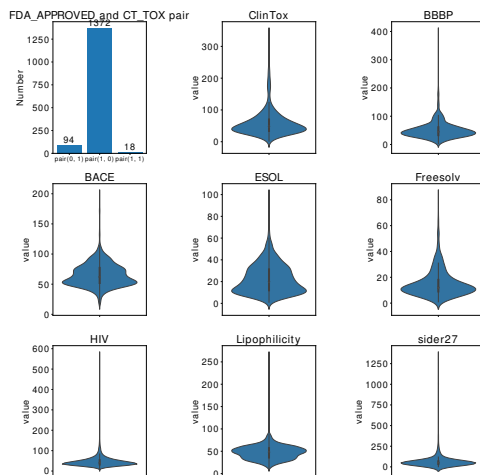 FDA_APPROVED and CT_TOX pair
Number
1250
1000
750
500
250
0
94
1372
18
pair(0, 1)
pair(1, 0)
pair(1, 1)
ClinTox
value
300
200
100
0
BBBP
value
400
300
200
100
0
BACE
value
200
150
100
50
0
ESOL
value
100
80
60
40
20
0
Freesolv
value
80
60
40
20
0
HIV
value
600
500
400
300
200
100
0
Lipophilicity
value
250
200
150
100
50
0
sider27
value
1250
1000
750
500
250
0